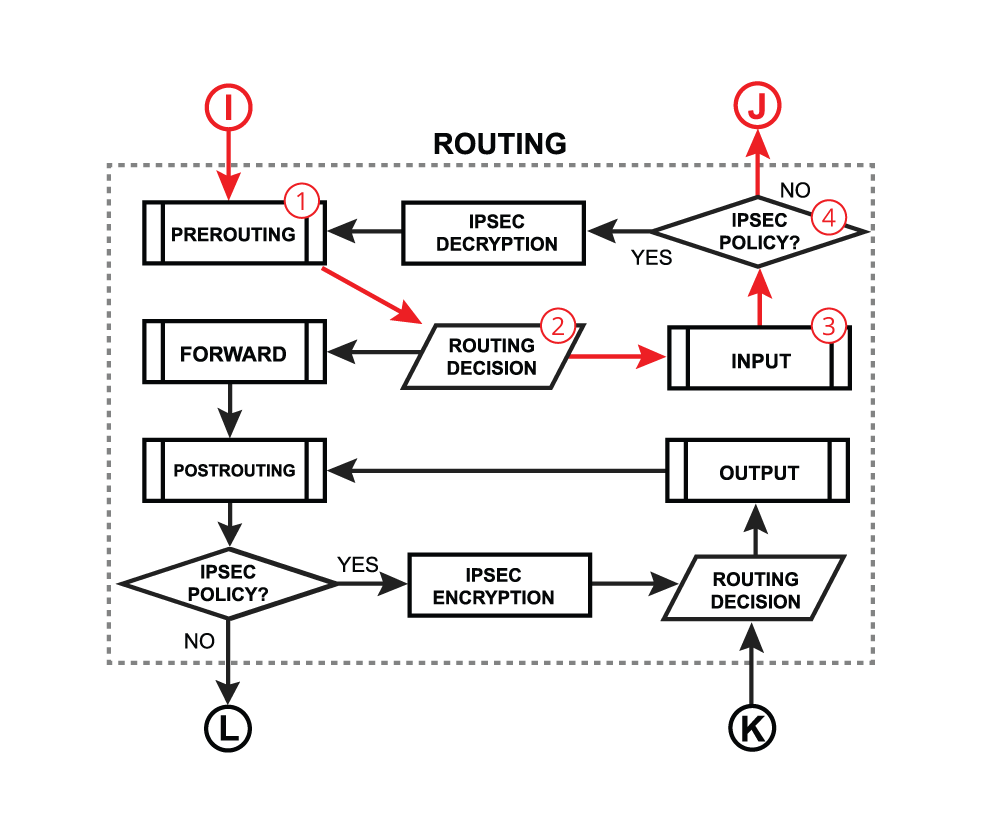 I
J
ROUTING
NO
1
PREROUTING
IPSEC
DECRYPTION
YES
IPSEC
POLICY?
4
FORWARD
2
ROUTING
DECISION
3
INPUT
POSTROUTING
OUTPUT
IPSEC
POLICY?
YES
IPSEC
ENCRYPTION
ROUTING
DECISION
NO
L
K